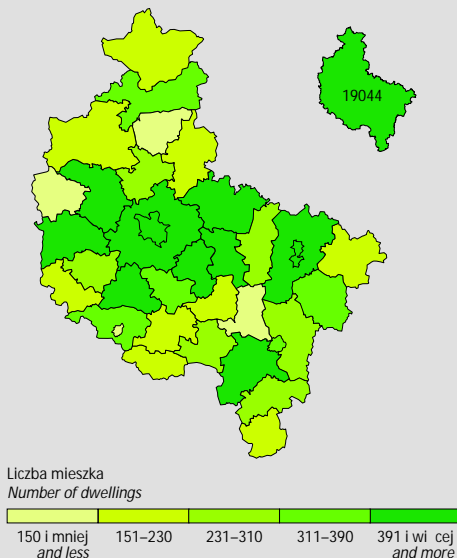 19044
Liczba mieszka
Number of dwellings
150 i mniej 151–230 231–310 311–390 391 i wi cej
and less and more